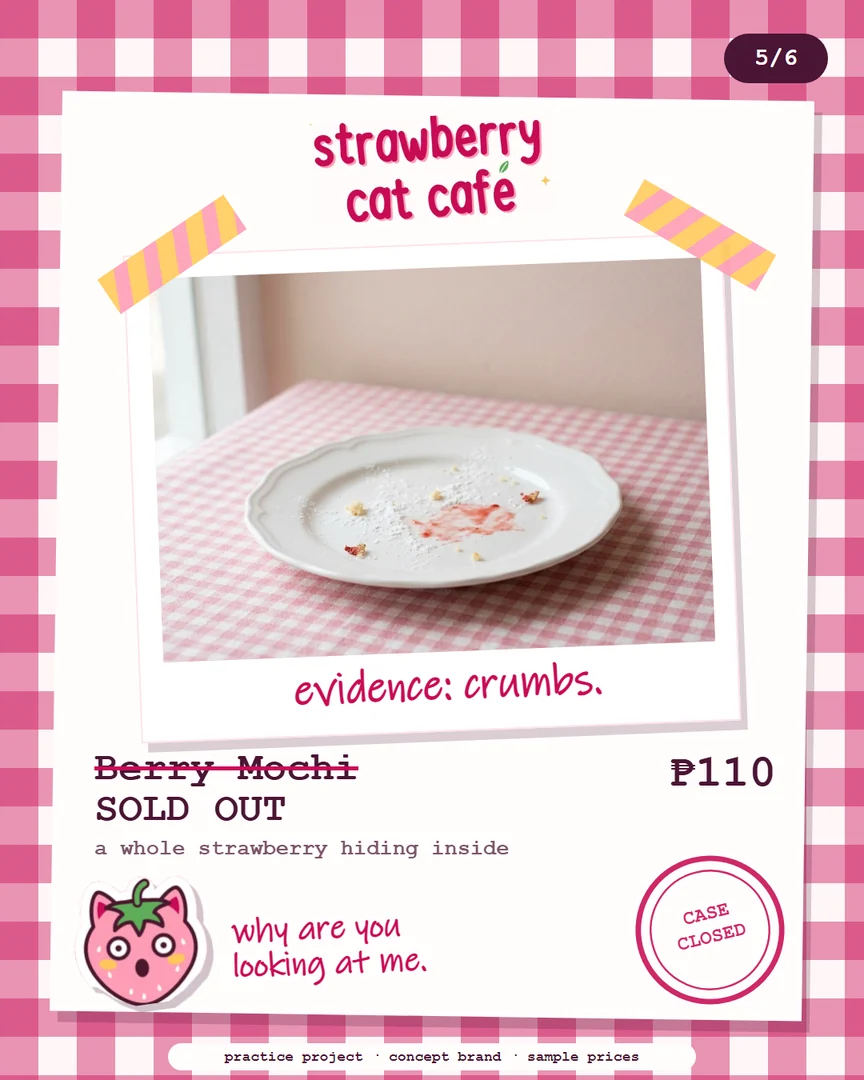 5/6
strawberry
cat café
evidence: crumbs.
Berry Mochi
₱110
SOLD OUT
a whole strawberry hiding inside
why are you
looking at me.
CASE
CLOSED
practice project · concept brand · sample prices